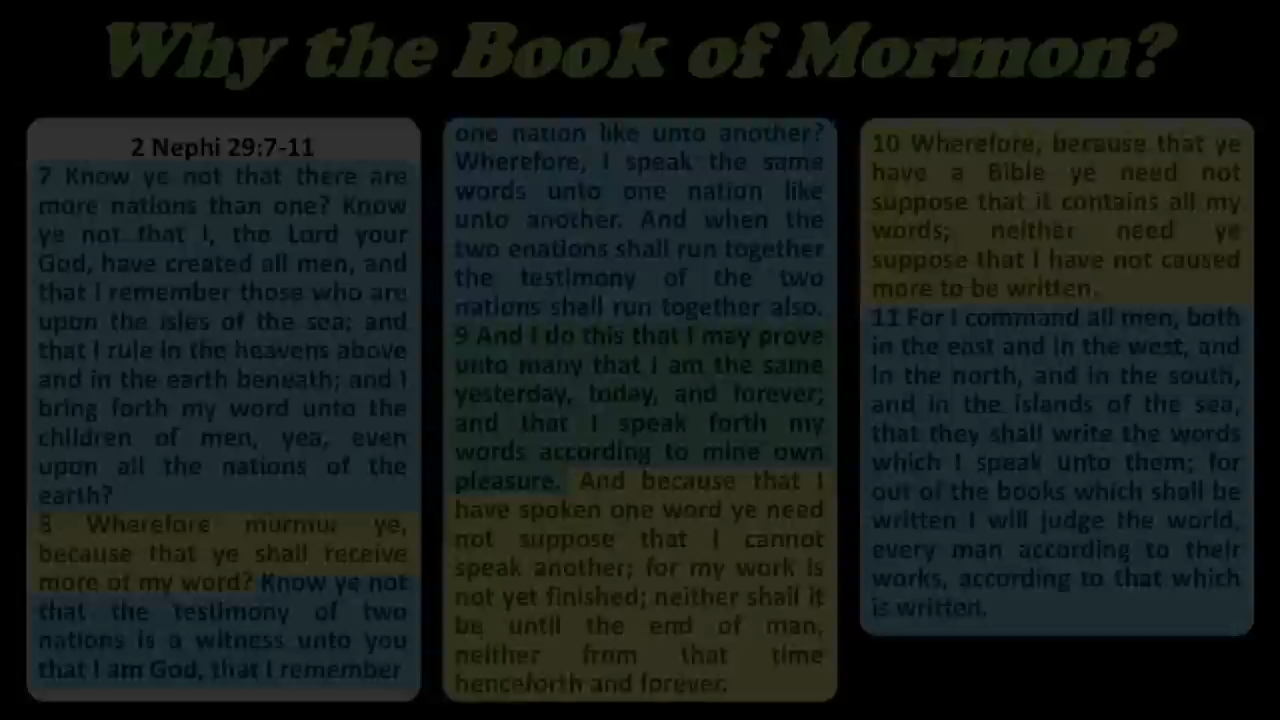 Why the Book of Mormon?
2 Nephi 29:7-11
7 Know ye not that there are
more nations than one? Know
ye not that I, the Lord your
God, have created all men, and
that I remember those who are
upon the isles of the sea; and
that I rule in the heavens above
and in the earth beneath; and I
bring forth my word unto the
children of men, yea, even
upon all the nations of the
earth?
8 Wherefore murmur ye,
because that ye shall receive
more of my word? Know ye not
that the testimony of two
nations is a witness unto you
that I am God, that I remember
one nation like unto another?
Wherefore, I speak the same
words unto one nation like
unto another. And when the
two enations shall run together
the testimony of the two
nations shall run together also.
9 And I do this that I may prove
unto many that I am the same
yesterday, today, and forever;
and that I speak forth my
words according to mine own
pleasure. And because that I
have spoken one word ye need
not suppose that I cannot
speak another; for my work is
not yet finished; neither shall it
be until the end of man,
neither from that time
henceforth and forever.
10 Wherefore, because that ye
have a Bible ye need not
suppose that it contains all my
words; neither need ye
suppose that I have not caused
more to be written.
11 For I command all men, both
in the east and in the west, and
in the north, and in the south,
and in the islands of the sea,
that they shall write the words
which I speak unto them; for
out of the books which shall be
written I will judge the world,
every man according to their
works, according to that which
is written.